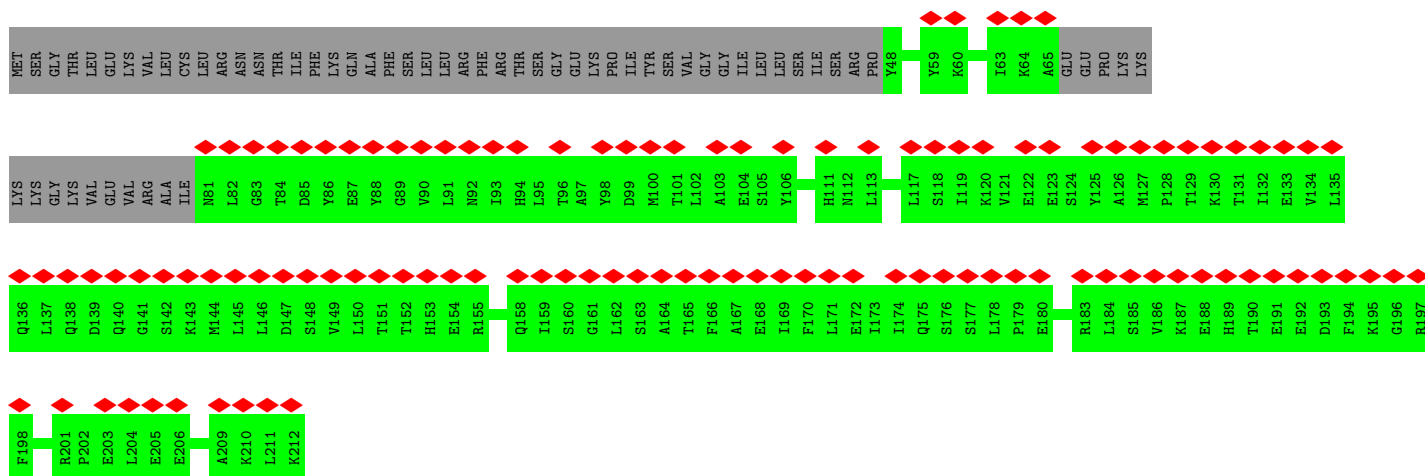 MET SER GLY THR LEU GLU LYS VAL LEU CYS LEU ARG ASN ASN THR ILE PHE LYS GLN ALA PHE SER LEU LEU ARG PHE ARG THR SER GLY GLU LYS PRO ILE TYR SER VAL GLY GLY ILE LEU LEU SER ILE SER ARG PRO Y48 Y59 K60 I63 K64 A65 GLU GLU PRO LYS LYS
LYS LYS GLY LYS VAL GLU VAL ARG ALA ILE N81 L82 G83 T84 D85 Y86 E87 Y88 G89 V90 L91 N92 I93 H94 L95 T96 A97 Y98 D99 M100 T101 L102 A103 E104 S105 Y106 H111 N112 L113 L117 S118 I119 K120 V121 E122 E123 S124 Y125 A126 M127 P128 T129 K130 T131 I132 E133 V134 L135
Q136 L137 Q138 D139 Q140 G141 S142 K143 M144 L145 L146 D147 S148 V149 L150 T151 T152 H153 E154 R155 Q158 I159 S160 G161 L162 S163 A164 T165 F166 A167 E168 I169 F170 L171 E172 I173 I174 Q175 S176 S177 L178 P179 E180 R183 L184 S185 V186 K187 E188 H189 T190 E191 E192 D193 F194 K195 G196 R197
F198 R201 P202 E203 L204 E205 E206 A209 K210 L211 K212